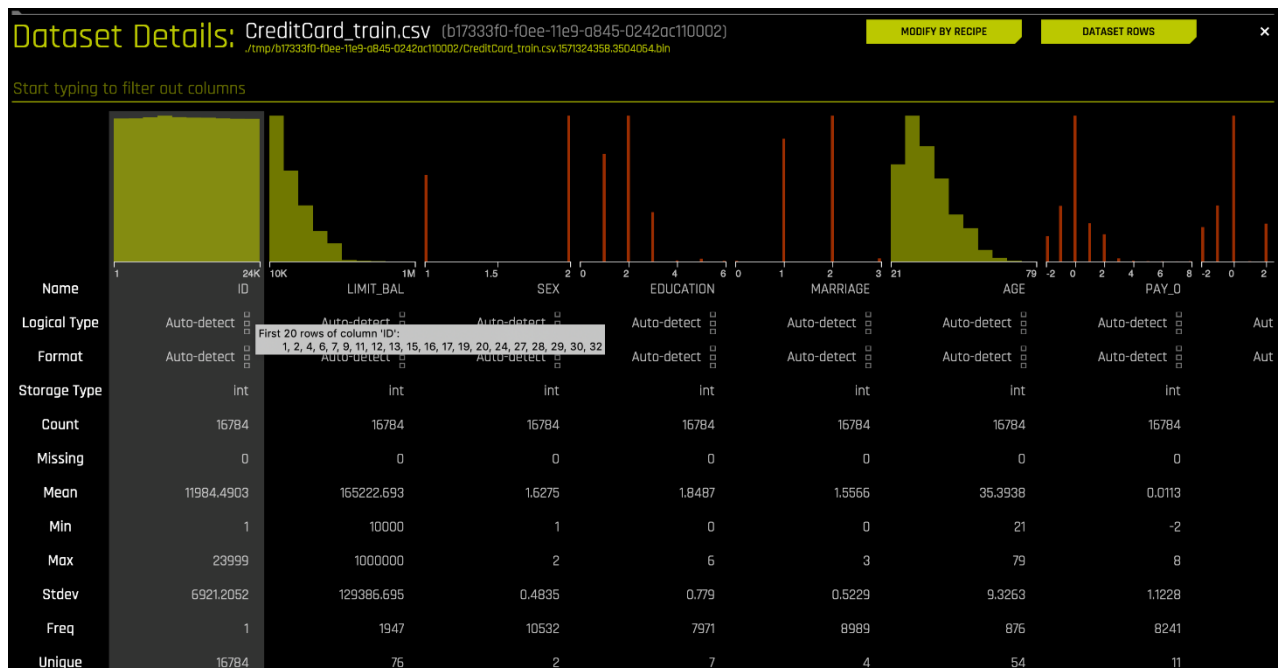 Dataset Details: CreditCard_train.csv (b17333f0-f0ee-11e9-a845-0242ac110002) MODIFY BY RECIPE DATASET ROWS ×
./tmp/b17333f0-f0ee-11e9-a845-0242ac110002/CreditCard_train.csv.1571324358.3504064.bin
Start typing to filter out columns
1 24K 10K 1M 1 1.5 2 0 2 4 6 0 1 2 3 21 79 -2 0 2 4 6 8 -2 0 2
Name ID LIMIT_BAL SEX EDUCATION MARRIAGE AGE PAY_0
Logical Type Auto-detect Auto-detect Auto-detect Auto-detect Auto-detect Auto-detect Auto-detect Aut
First 20 rows of column 'ID':
1, 2, 4, 6, 7, 9, 11, 12, 13, 15, 16, 17, 19, 20, 24, 27, 28, 29, 30, 32
Format Auto-detect Auto-detect Auto-detect Auto-detect Auto-detect Auto-detect Auto-detect Aut
Storage Type int int int int int int int
Count 16784 16784 16784 16784 16784 16784 16784
Missing 0 0 0 0 0 0 0
Mean 11984.4903 165222.693 1.6275 1.8487 1.5566 35.3938 0.0113
Min 1 10000 1 0 0 21 -2
Max 23999 1000000 2 6 3 79 8
Stdev 6921.2052 129386.695 0.4835 0.779 0.5229 9.3263 1.1228
Freq 1 1947 10532 7971 8989 876 8241
Unique 16784 76 2 7 4 54 11